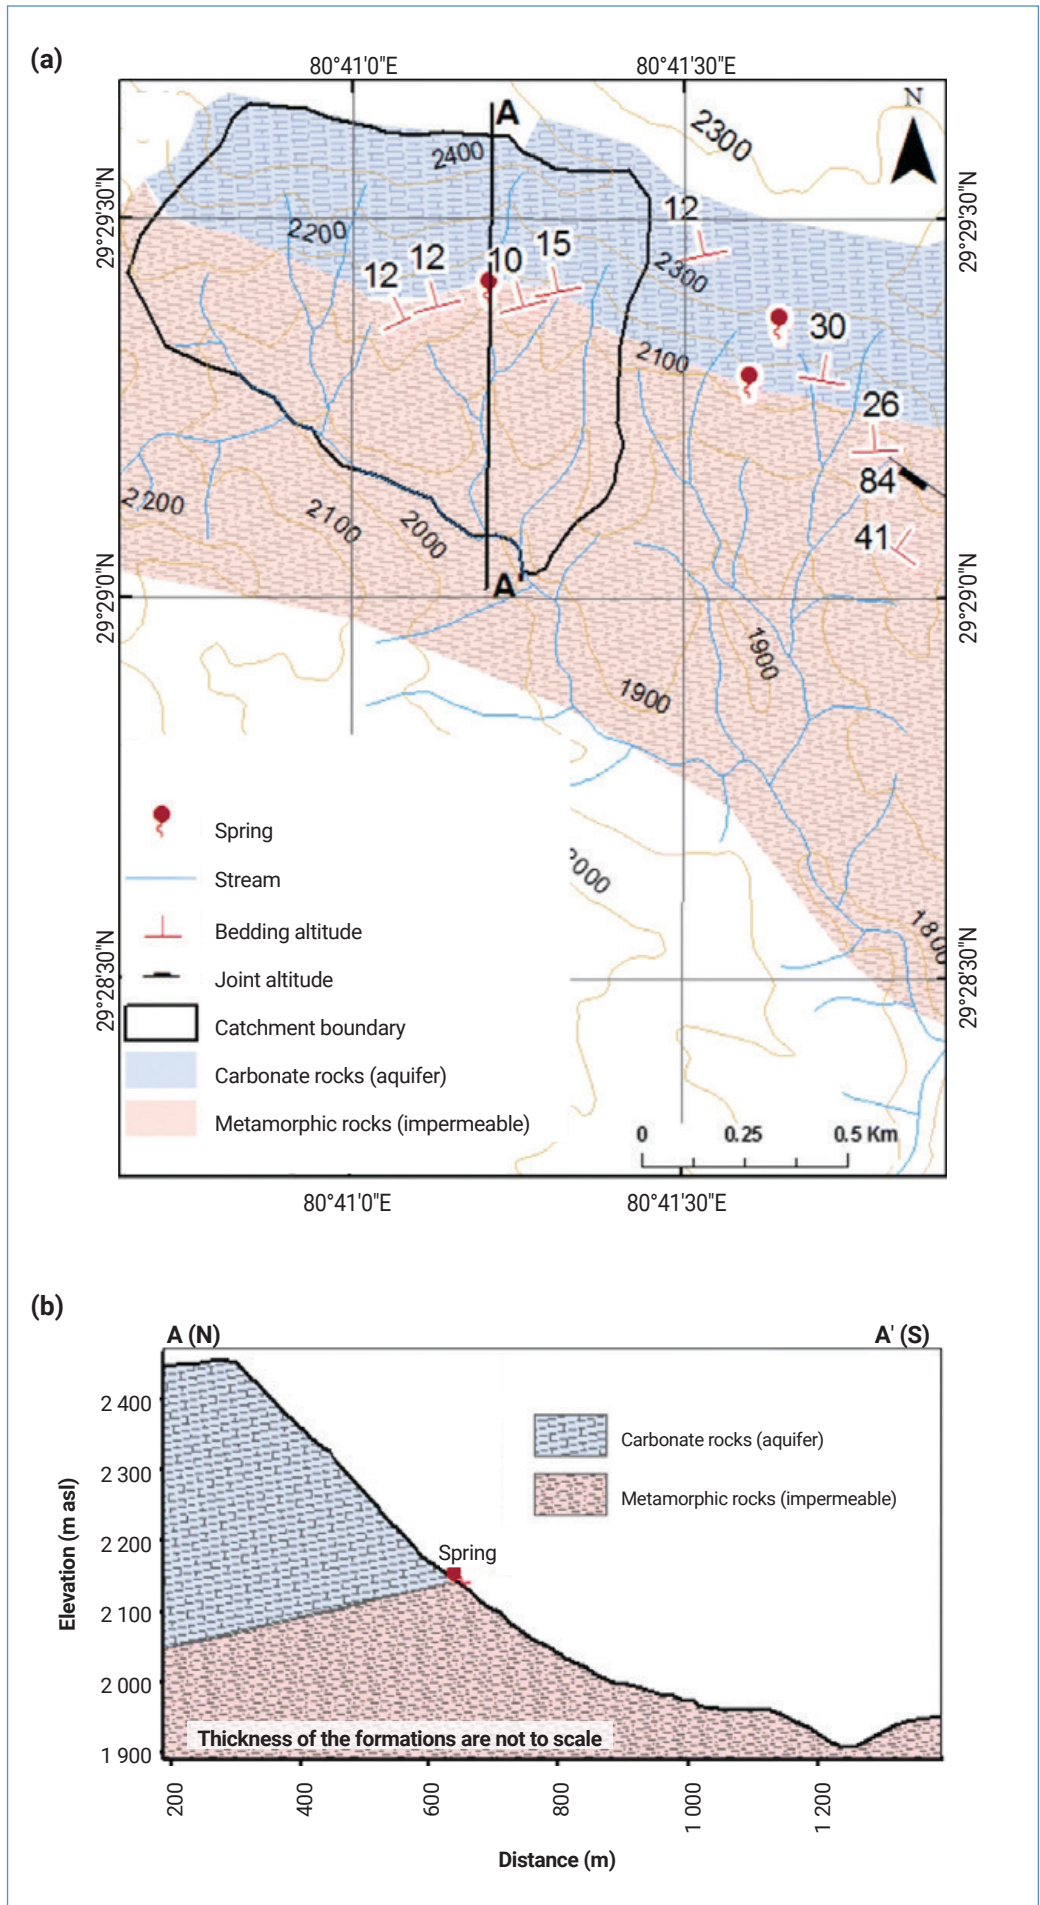 (a)
80°41'0"E
80°41'30"E
A
N
2300
2400
29°29'30"N
29°29'30"N
12
2200
15
12
12
10
2300
30
2100
26
84
2 200
2100
2000
41
A'
29°29'0"N
29°29'0"N
1900
1900
Spring
2000
Stream
1800
Bedding altitude
29°28'30"N
29°28'30"N
Joint altitude
Catchment boundary
Carbonate rocks (aquifer)
Metamorphic rocks (impermeable)
0 0.25 0.5 Km
80°41'0"E
80°41'30"E
(b)
A (N)
A' (S)
2 400
2 300
2 200
2 100
2 000
1 900
Elevation (m asl)
Carbonate rocks (aquifer)
Metamorphic rocks (impermeable)
Spring
Thickness of the formations are not to scale
200 400 600 800 1 000 1 200
Distance (m)